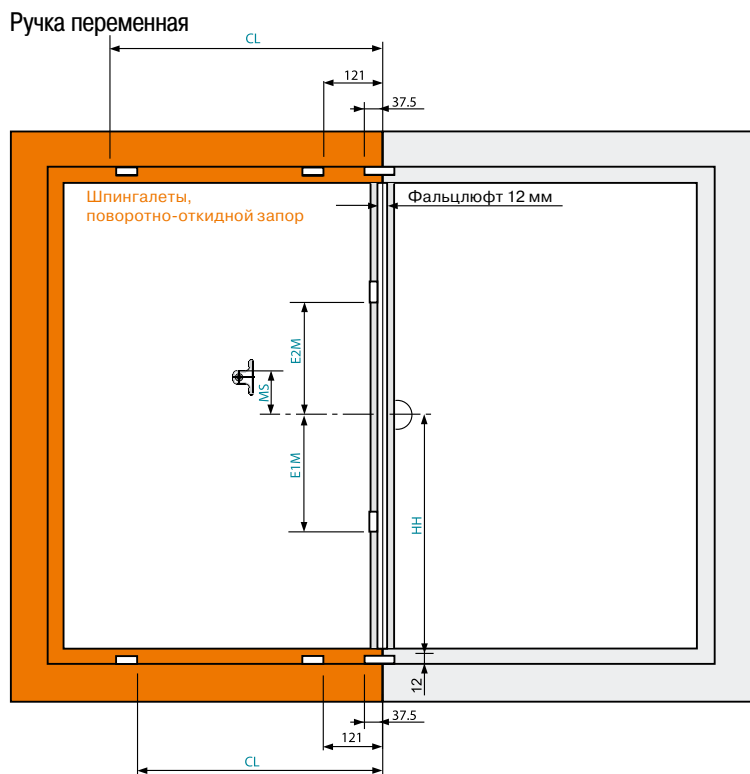 Ручка переменная
CL
121
37.5
Шпингалеты,
поворотно-откидной запор
Фальцлюфт 12 мм
E2M
MS
E1M
HH
12
37.5
121
CL